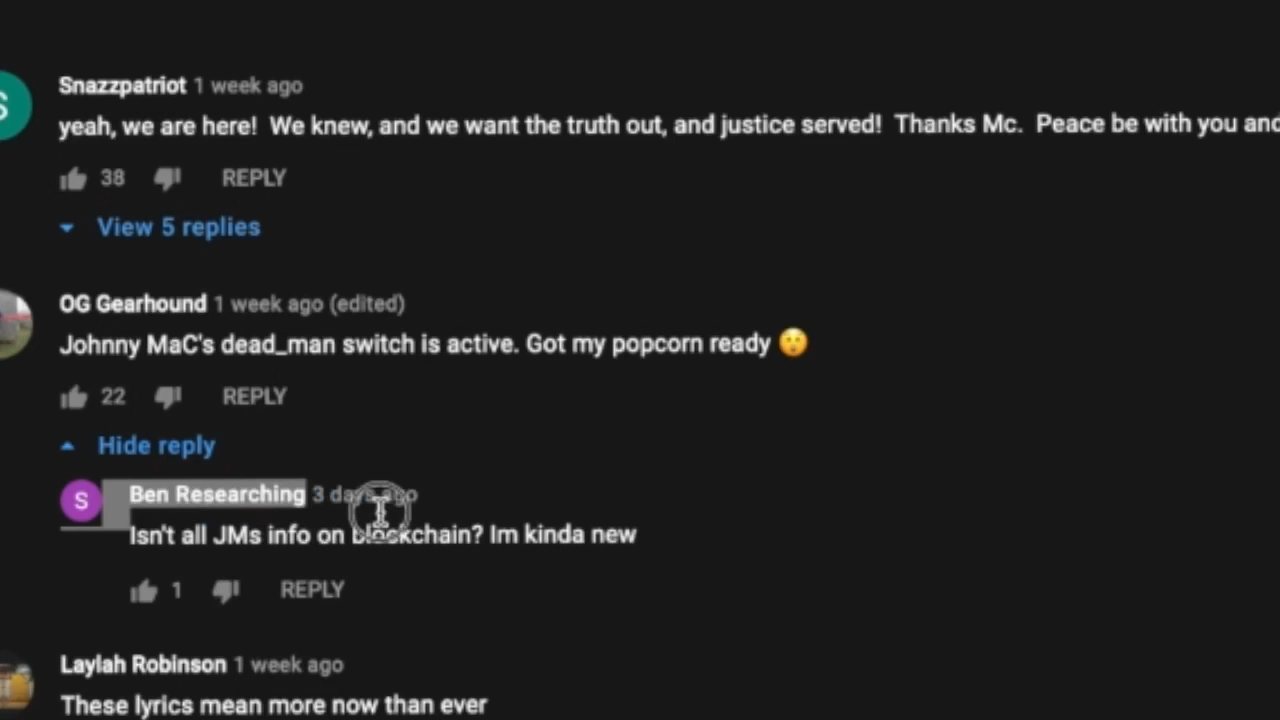 S
Snazzpatriot 1 week ago
yeah, we are here!  We knew, and we want the truth out, and justice served!  Thanks Mc.  Peace be with you and
38 REPLY
View 5 replies
OG Gearhound 1 week ago (edited)
Johnny MaC's dead_man switch is active. Got my popcorn ready 😗
22 REPLY
Hide reply
S
Ben Researching 3 days ago
Isn't all JMs info on blockchain? Im kinda new
1 REPLY
Laylah Robinson 1 week ago
These lyrics mean more now than ever